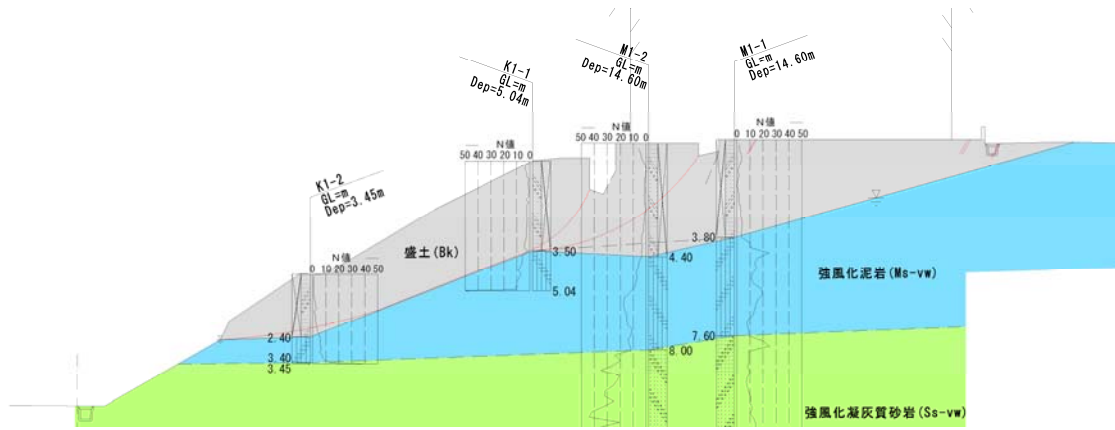 M1-2
GL=m
Dep=14.60m
M1-1
GL=m
Dep=14.60m
K1-1
GL=m
Dep=5.04m
N値
50 40 30 20 10 0
N値
0 10 20 30 40 50
N値
50 40 30 20 10 0
K1-2
GL=m
Dep=3.45m
N値
0 10 20 30 40 50
盛土(Bk)
3.80
3.50
4.40
強風化泥岩(Ms-vw)
5.04
2.40
7.60
8.00
3.40
3.45
強風化凝灰質砂岩(Ss-vw)